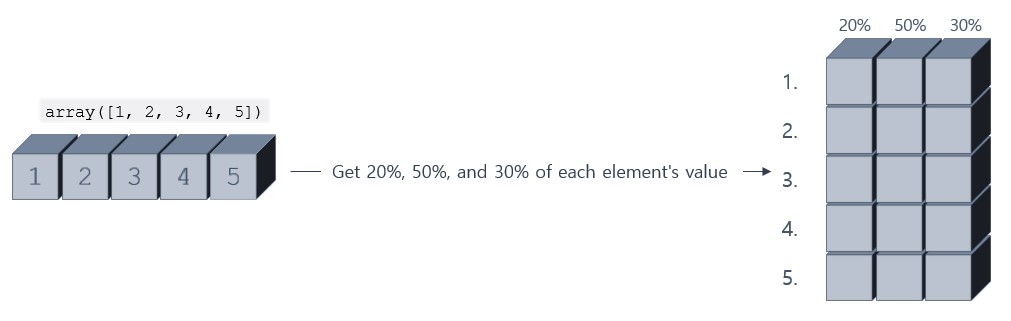 20% 50% 30%
1.
array([1, 2, 3, 4, 5])
2.
1 2 3 4 5
Get 20%, 50%, and 30% of each element's value
3.
4.
5.